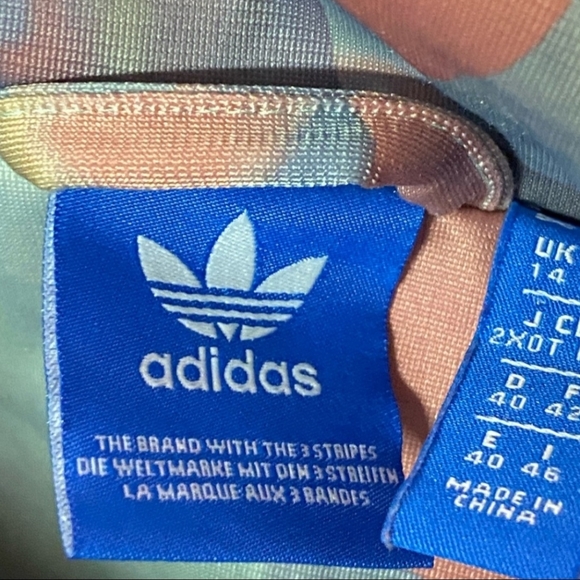 adidas
THE BRAND WITH THE 3 STRIPES
DIE WELTMARKE MIT DEN 3 STREIFEN
LA MARQUE AUX 3 BANDES
UK
14
J
2XOT
D F
40 42
E I
40 46
MADE IN
CHINA